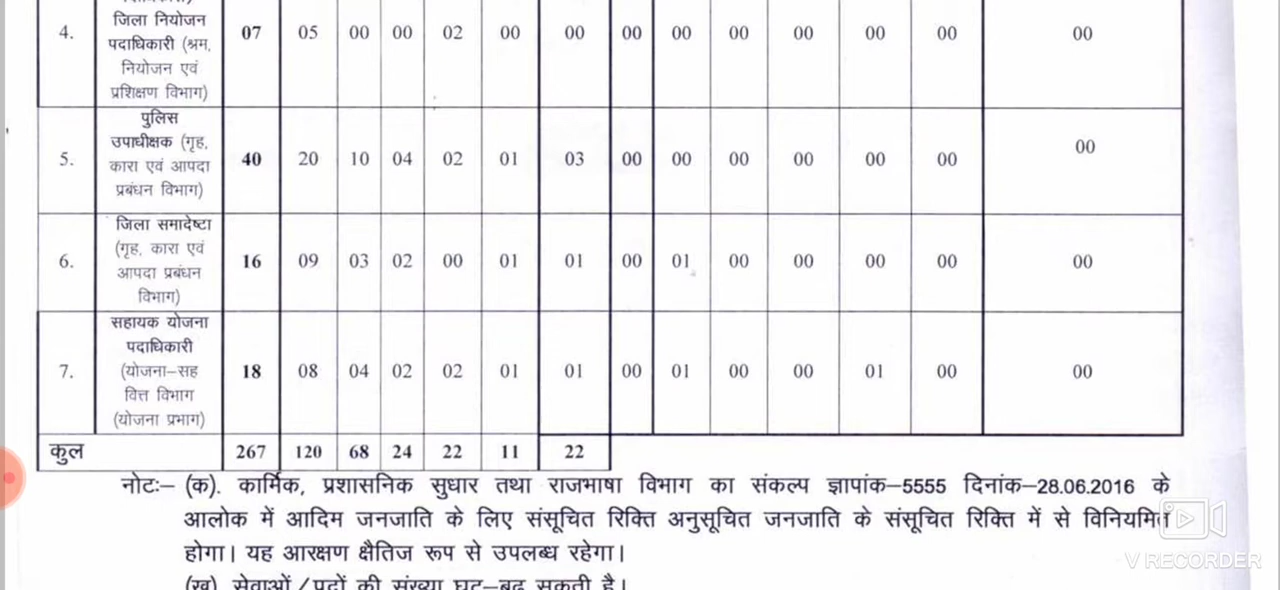 4.
जिला नियोजन
पदाधिकारी (श्रम,
नियोजन एवं
प्रशिक्षण विभाग)
07 05 00 00 02 00 00 00 00 00 00 00 00 00
5.
पुलिस
उपाधीक्षक (गृह,
कारा एवं आपदा
प्रबंधन विभाग)
40 20 10 04 02 01 03 00 00 00 00 00 00 00
6.
जिला समादेष्टा
(गृह, कारा एवं
आपदा प्रबंधन
विभाग)
16 09 03 02 00 01 01 00 01 00 00 00 00 00
7.
सहायक योजना
पदाधिकारी
(योजना–सह
वित्त विभाग
(योजना प्रभाग)
18 08 04 02 02 01 01 00 01 00 00 01 00 00
कुल 267 120 68 24 22 11 22
नोटः– (क). कार्मिक, प्रशासनिक सुधार तथा राजभाषा विभाग का संकल्प ज्ञापांक–5555 दिनांक–28.06.2016 के
आलोक में आदिम जनजाति के लिए संसूचित रिक्ति अनुसूचित जनजाति के संसूचित रिक्ति में से विनियमित
होगा। यह आरक्षण क्षैतिज रूप से उपलब्ध रहेगा।
(ख) सेवाओं/पदों की संख्या घट–बढ़ सकती है।
V RECORDER